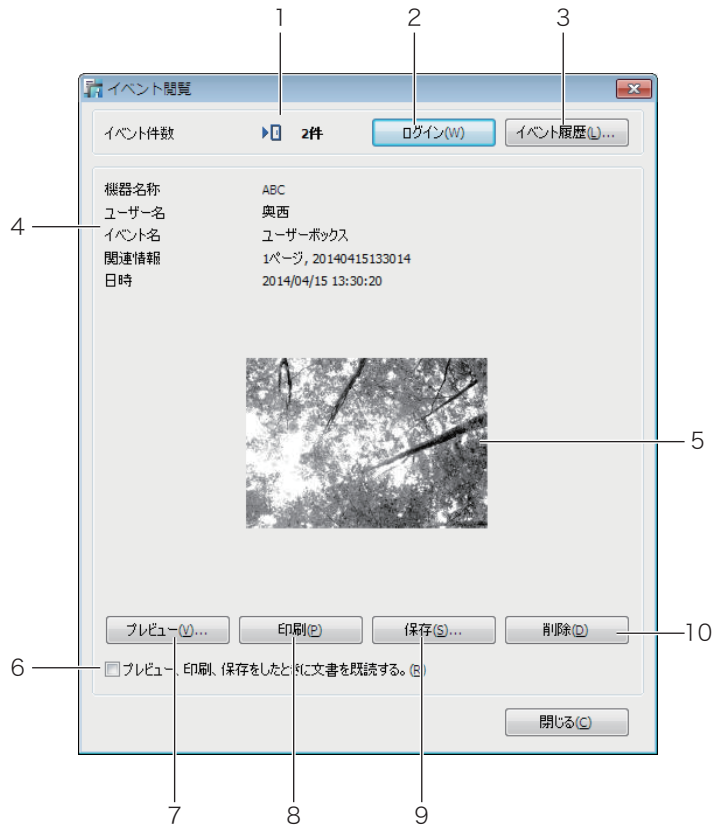 1 2 3
イベント閲覧
イベント件数 2件 ログイン(W) イベント履歴(L)...
機器名称 ABC
4 ユーザー名 奥西
イベント名 ユーザーボックス
関連情報 1ページ, 20140415133014
日時 2014/04/15 13:30:20
5
プレビュー(V)... 印刷(P) 保存(S)... 削除(D) 10
6 プレビュー、印刷、保存をしたときに文書を既読する。(R)
閉じる(C)
7 8 9